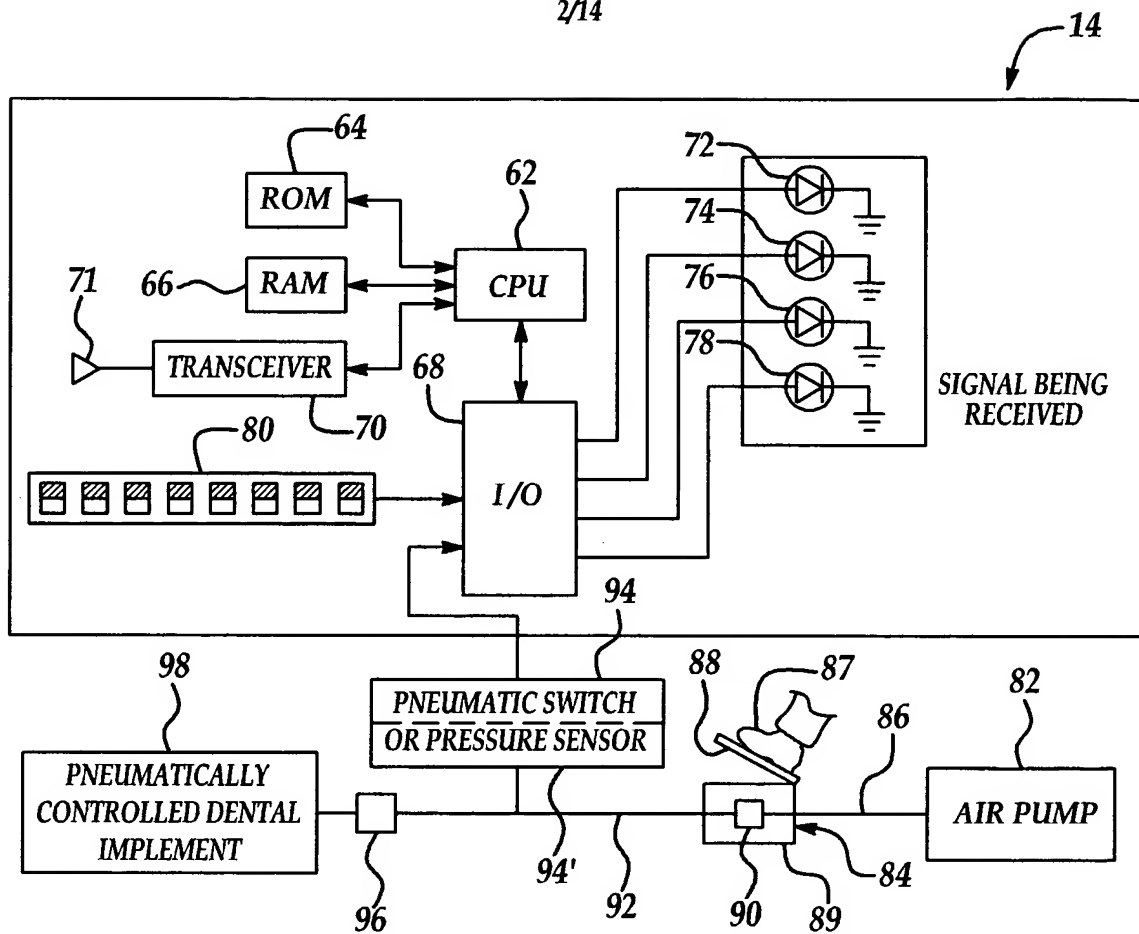 2/14
14
64
72
ROM
62
74
71
66
RAM
CPU
76
78
TRANSCEIVER
68
SIGNAL BEING
RECEIVED
80
70
I/O
94
98
88
87
82
PNEUMATIC SWITCH
OR PRESSURE SENSOR
86
PNEUMATICALLY
CONTROLLED DENTAL
IMPLEMENT
AIR PUMP
96
94'
92
90
89
84